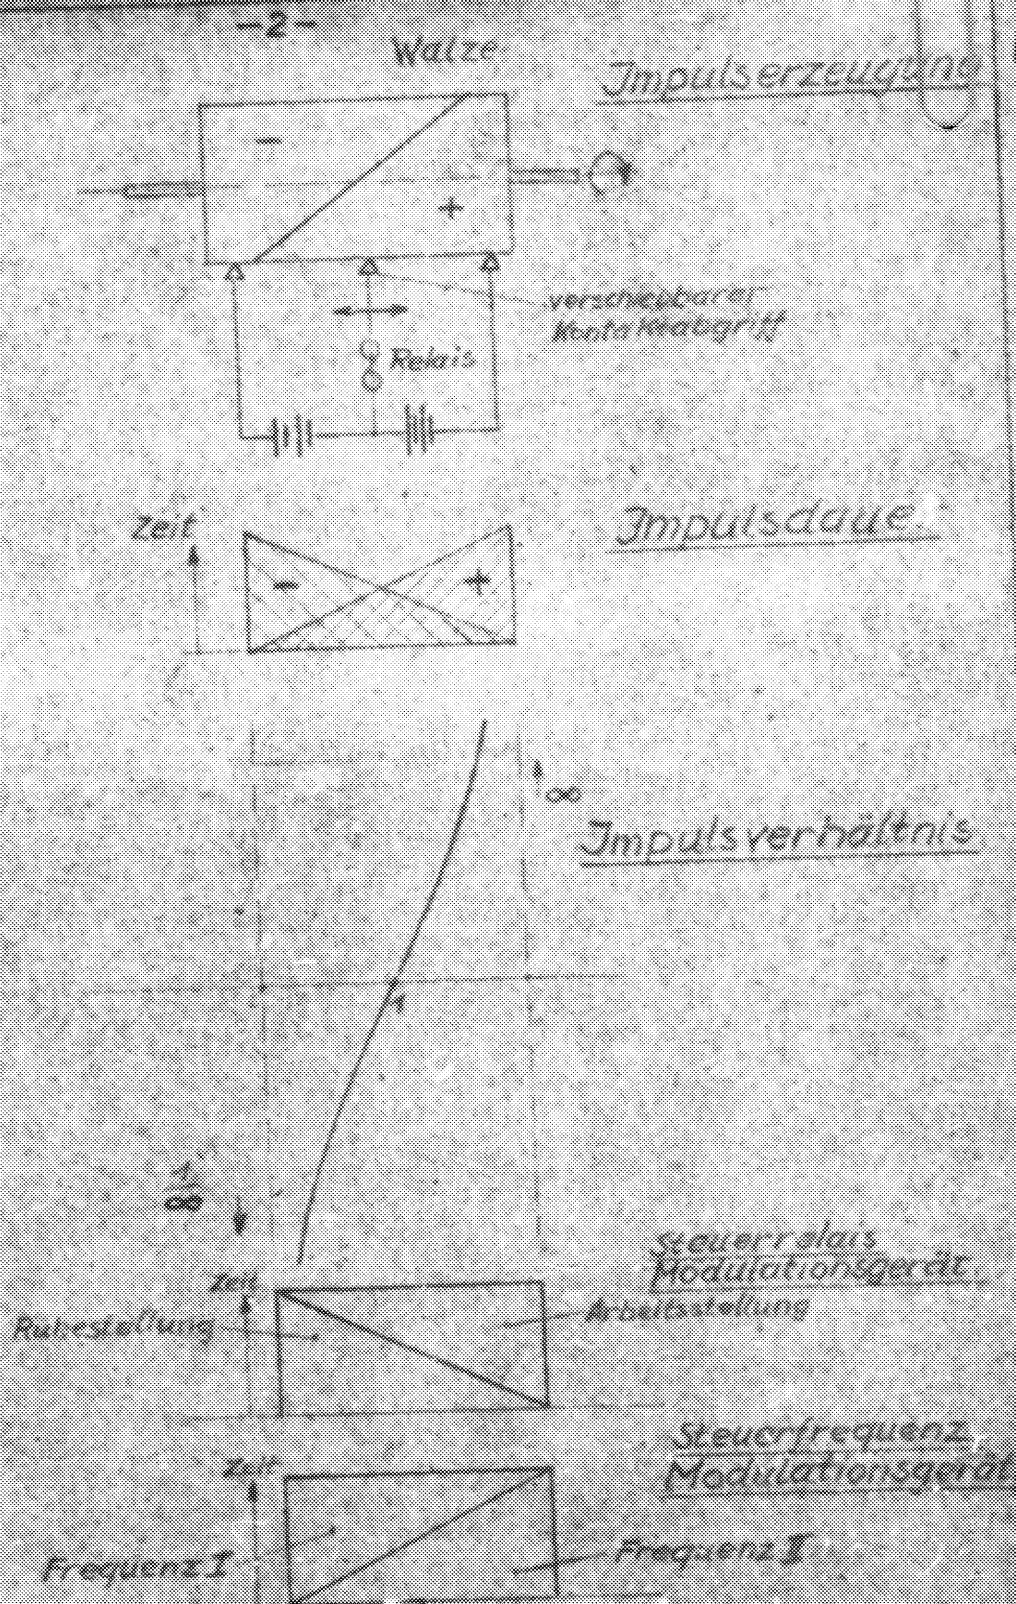 -2-
Walze
Impulserzeugung
-
+
verschiebbarer
Kontaktabgriff
Relais
Zeit
Impulsdauer
-
+
∞
Impulsverhältnis
1
1
∞
Steuerrelais
Modulationsgerät
Zeit
Ruhestellung
Arbeitsstellung
Steuerfrequenz
Modulationsgerät
Zeit
Frequenz I
Frequenz II